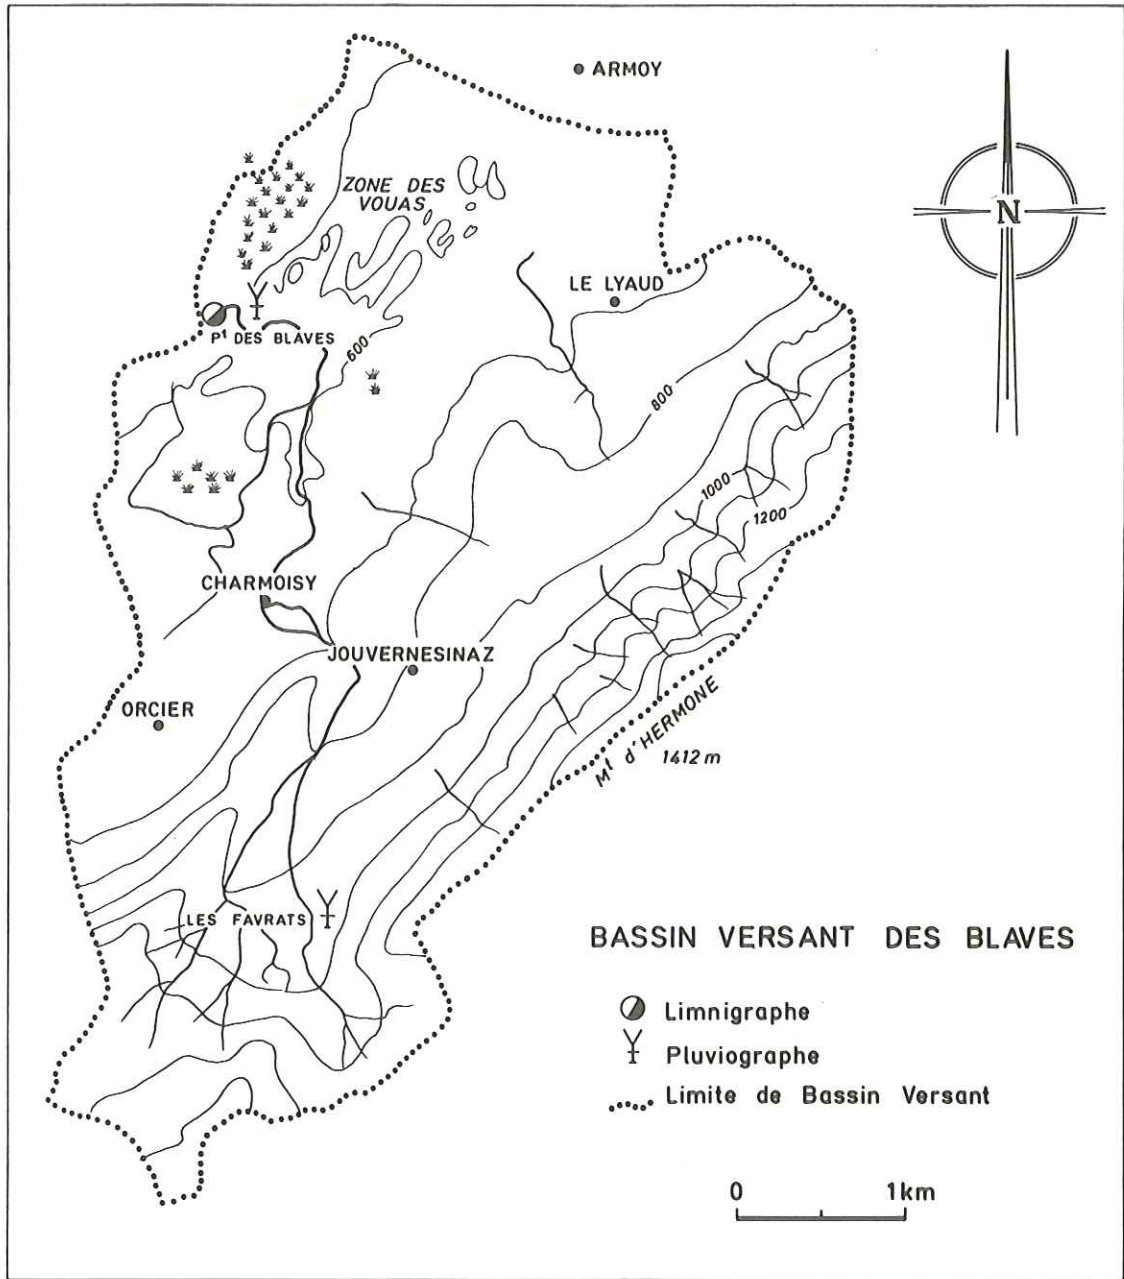 ARMOY
ZONE DES
VOUAS
N
LE LYAUD
Pt DES BLAVES
600
800
1000
1200
CHARMOISY
JOUVERNESINAZ
ORCIER
Mt d'HERMONE
1412 m
LES FAVRATS
BASSIN VERSANT DES BLAVES
Limnigraphe
Pluviographe
Limite de Bassin Versant
0 1km